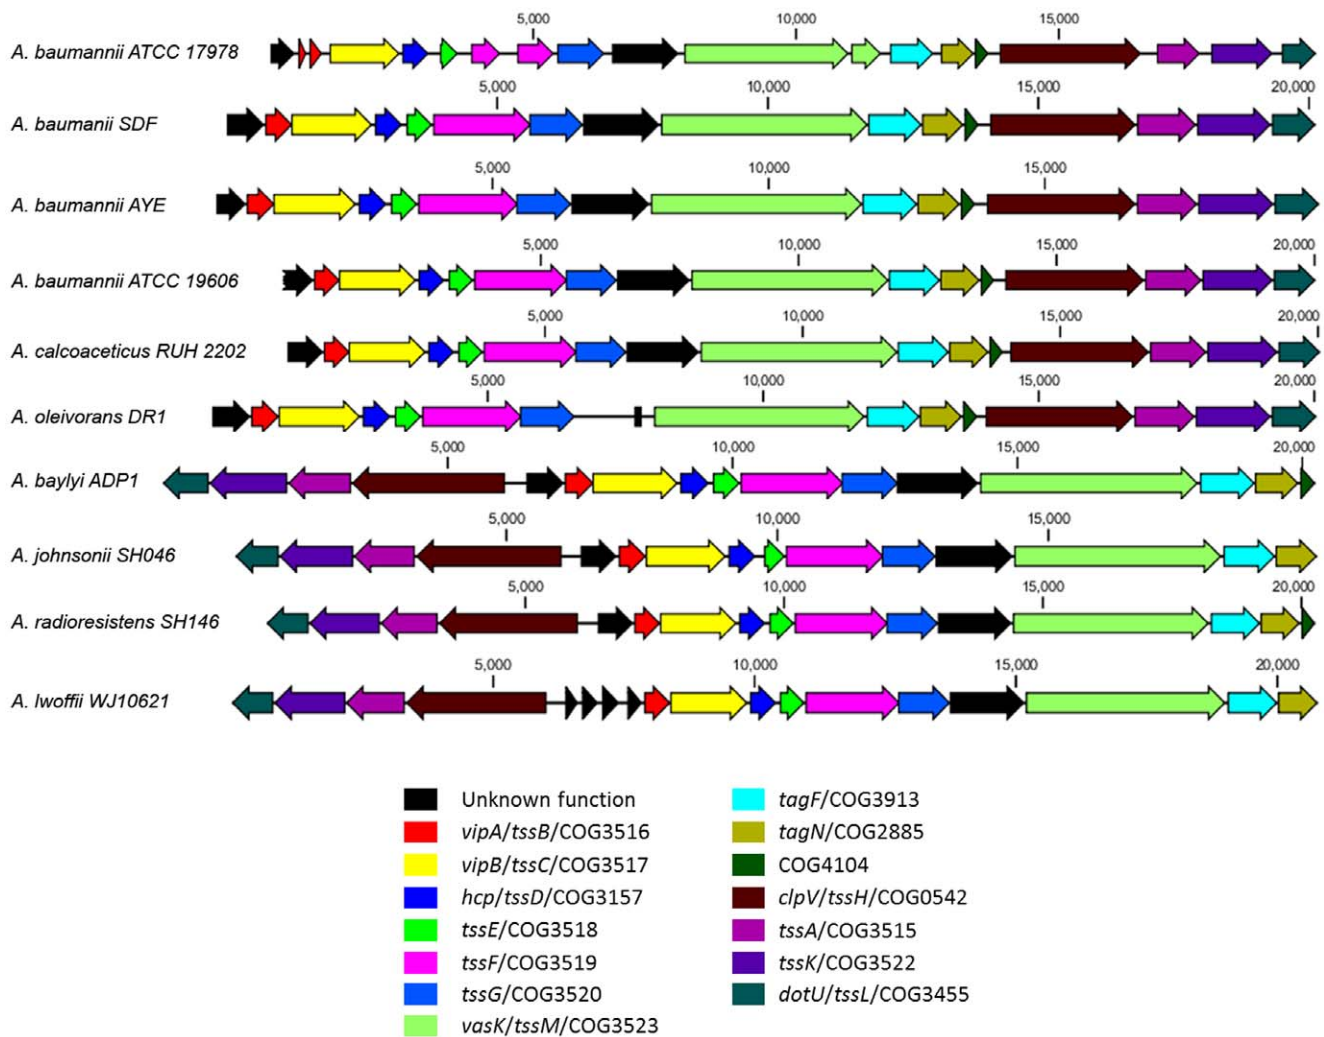 5,000 10,000 15,000
A. baumannii ATCC 17978
5,000 10,000 15,000 20,000
A. baumanii SDF
5,000 10,000 15,000
A. baumannii AYE
5,000 10,000 15,000 20,000
A. baumannii ATCC 19606
5,000 10,000 15,000 20,000
A. calcoaceticus RUH 2202
5,000 10,000 15,000 20,000
A. oleivorans DR1
5,000 10,000 15,000 20,000
A. baylyi ADP1
5,000 10,000 15,000
A. johnsonii SH046
5,000 10,000 15,000 20,000
A. radioresistens SH146
5,000 10,000 15,000 20,000
A. lwoffii WJ10621
Unknown function
vipA/tssB/COG3516
vipB/tssC/COG3517
hcp/tssD/COG3157
tssE/COG3518
tssF/COG3519
tssG/COG3520
vasK/tssM/COG3523
tagF/COG3913
tagN/COG2885
COG4104
clpV/tssH/COG0542
tssA/COG3515
tssK/COG3522
dotU/tssL/COG3455